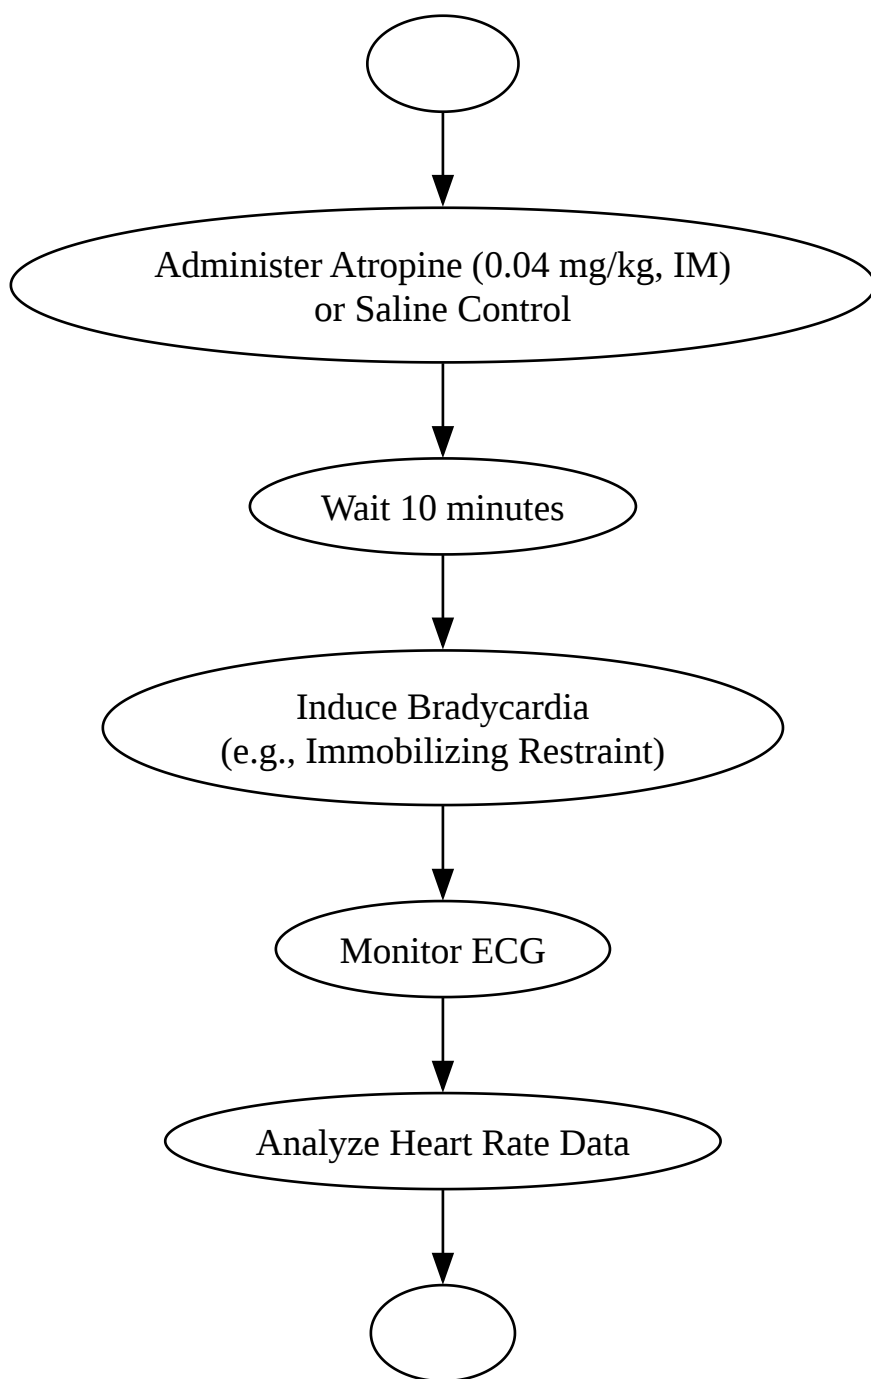 Administer Atropine (0.04 mg/kg, IM)
or Saline Control
Wait 10 minutes
Induce Bradycardia
(e.g., Immobilizing Restraint)
Monitor ECG
Analyze Heart Rate Data